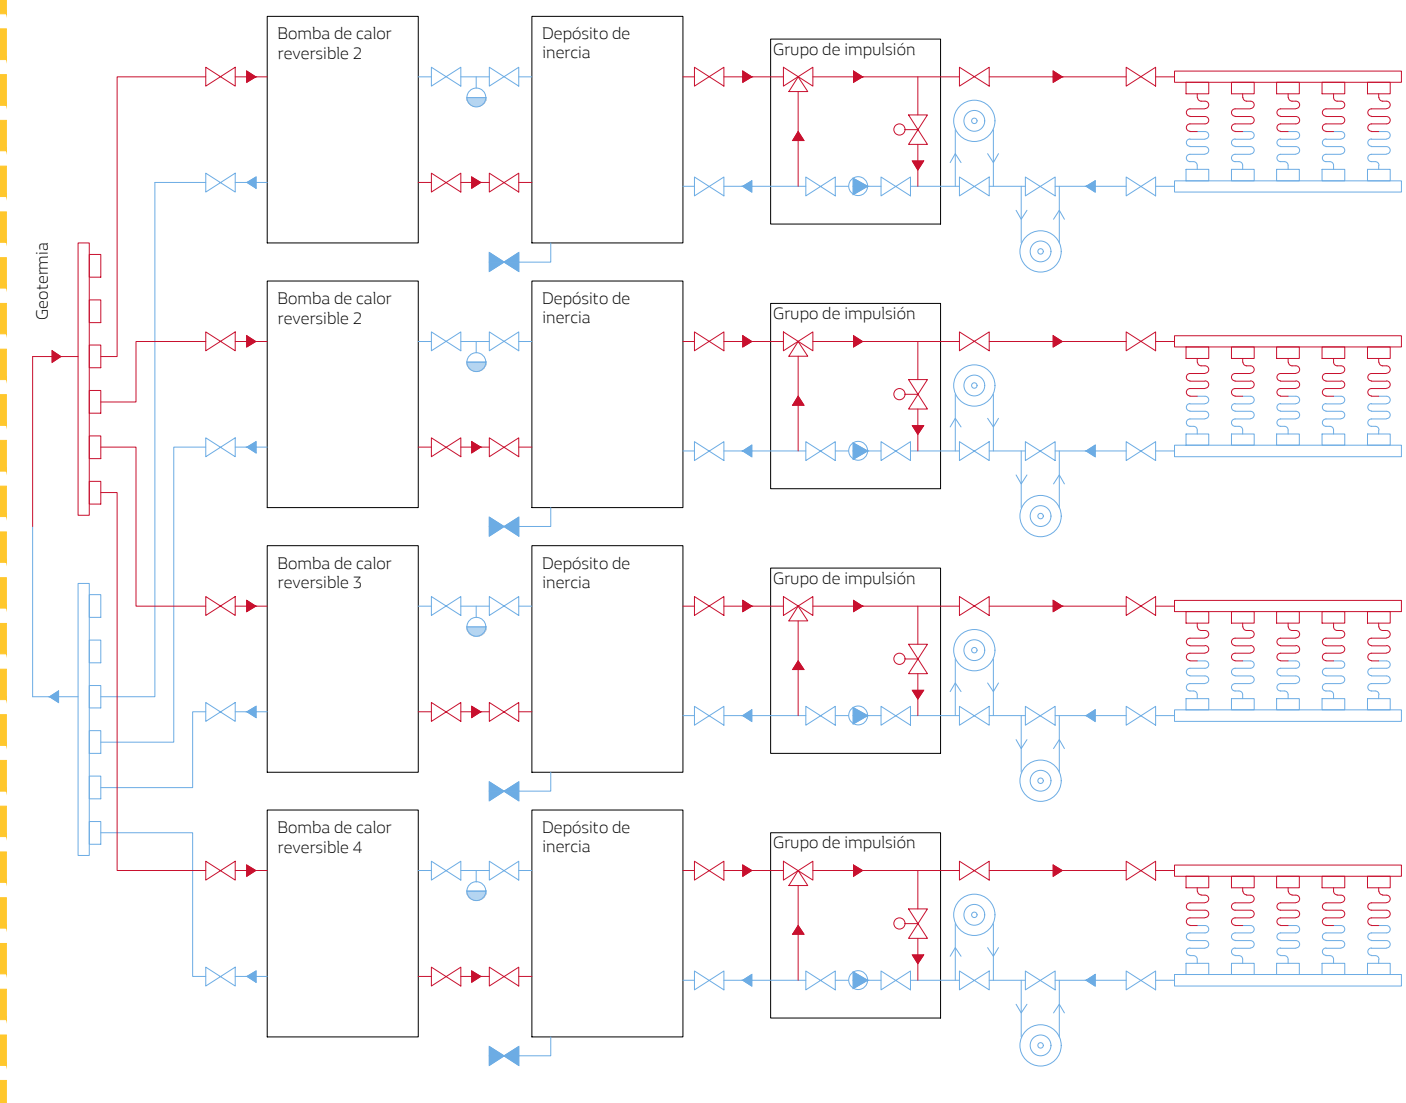 Geotermia
Bomba de calor
reversible 2
Depósito de
inercia
Grupo de impulsión
Bomba de calor
reversible 2
Depósito de
inercia
Grupo de impulsión
Bomba de calor
reversible 3
Depósito de
inercia
Grupo de impulsión
Bomba de calor
reversible 4
Depósito de
inercia
Grupo de impulsión